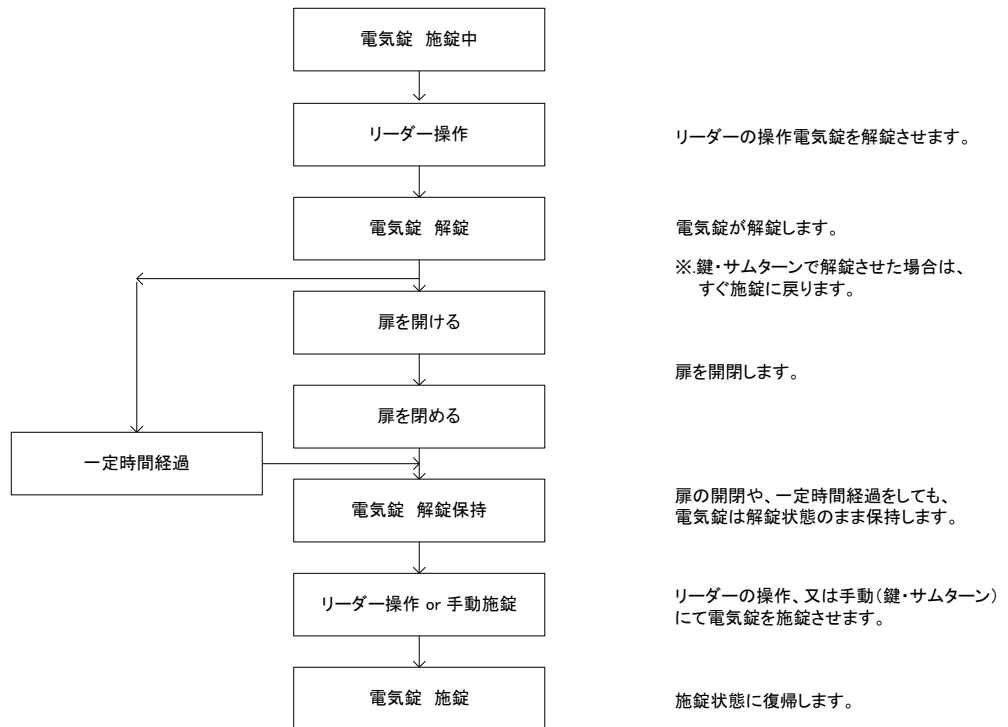 電気錠 施錠中
リーダー操作
リーダーの操作電気錠を解錠させます。
電気錠 解錠
電気錠が解錠します。
※.鍵・サムターンで解錠させた場合は、
すぐ施錠に戻ります。
扉を開ける
扉を開閉します。
扉を閉める
一定時間経過
電気錠 解錠保持
扉の開閉や、一定時間経過をしても、
電気錠は解錠状態のまま保持します。
リーダー操作 or 手動施錠
リーダーの操作、又は手動(鍵・サムターン)
にて電気錠を施錠させます。
電気錠 施錠
施錠状態に復帰します。